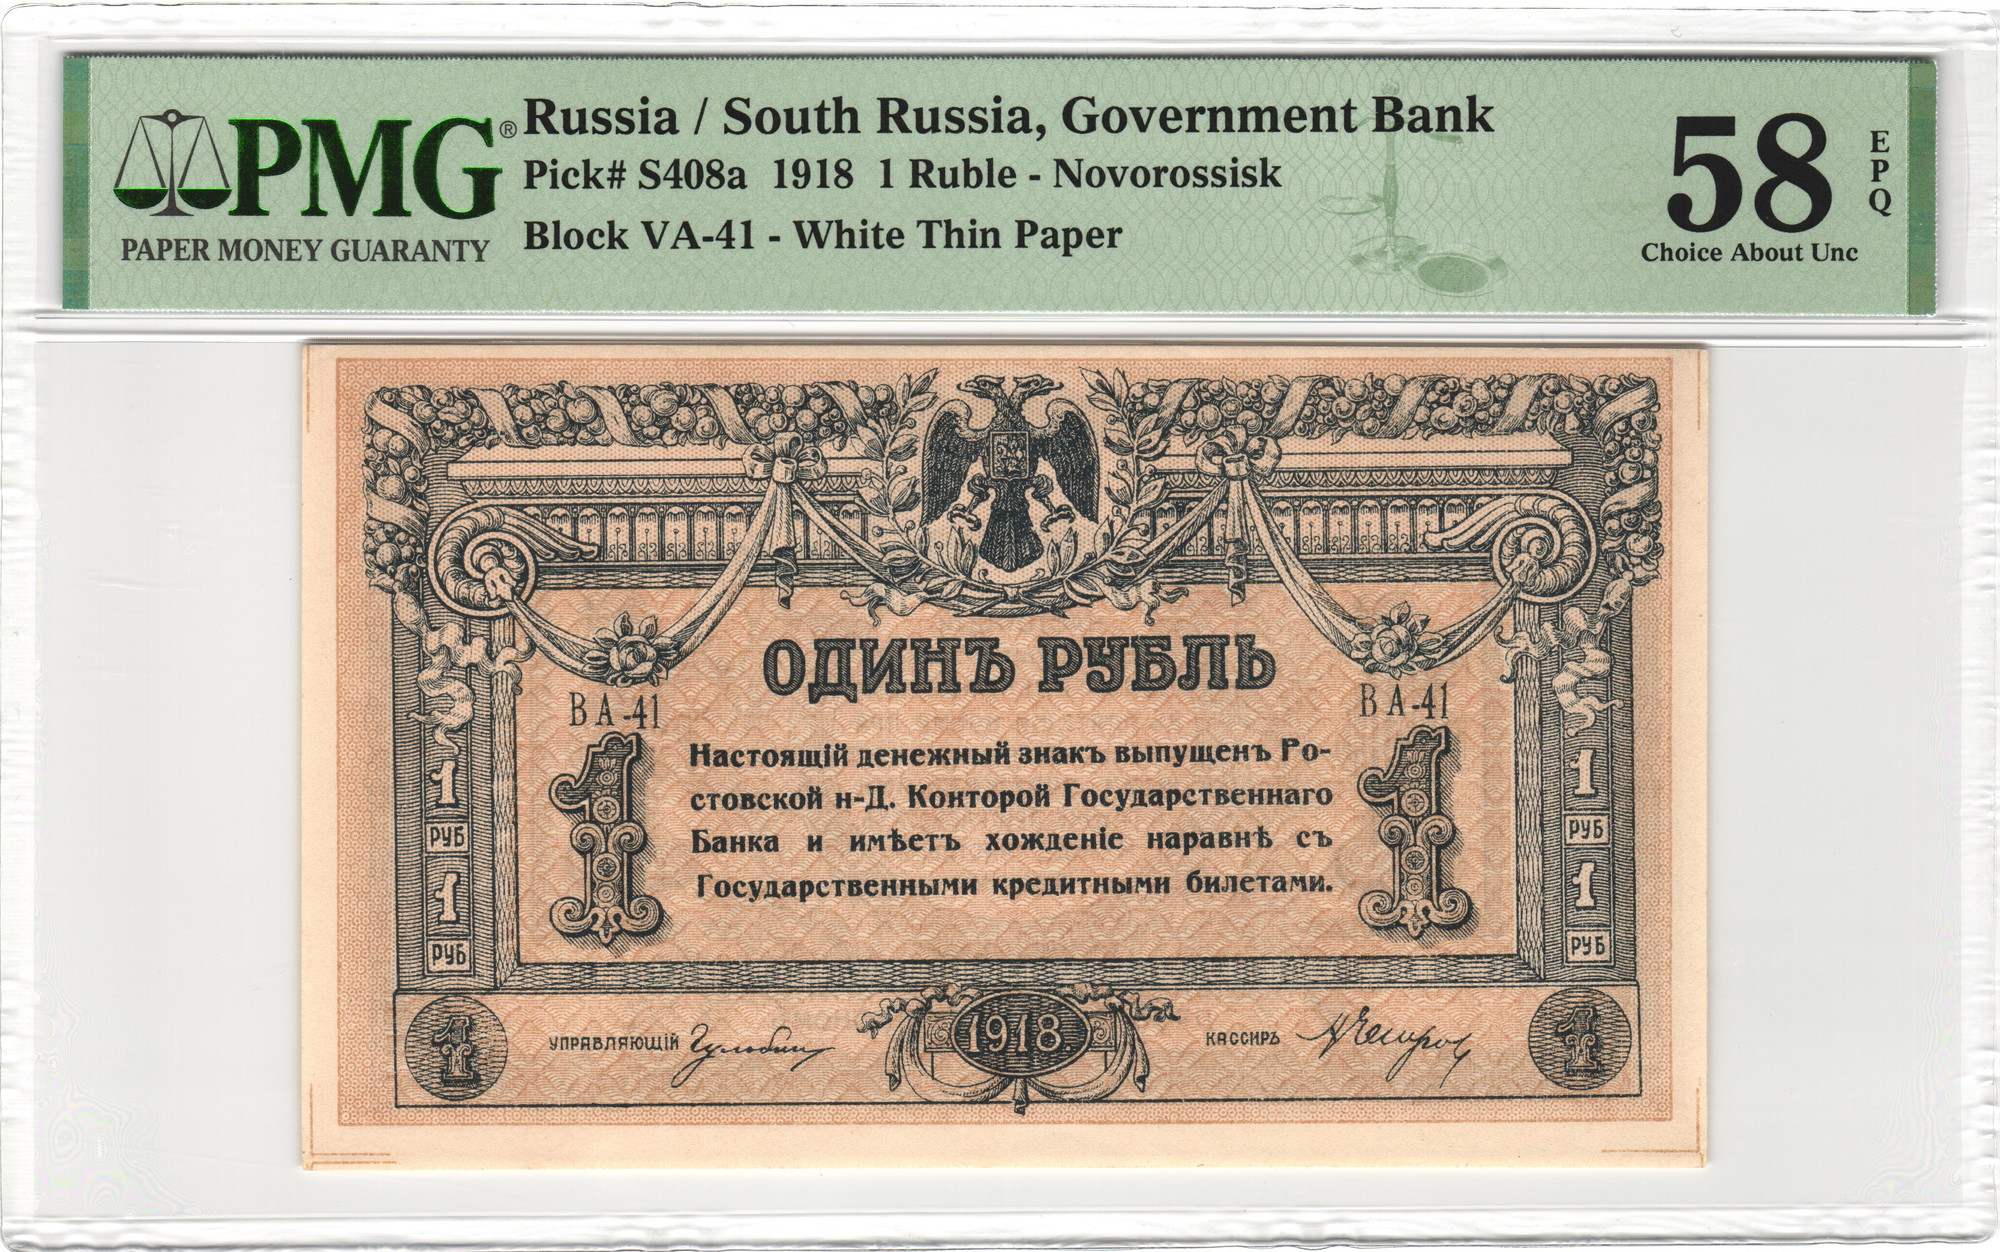 PMG®
PAPER MONEY GUARANTY
Russia / South Russia, Government Bank
Pick# S408a 1918 1 Ruble - Novorossisk
Block VA-41 - White Thin Paper
58
EPQ
Choice About Unc
ОДИНЪ РУБЛЬ
ВА-41
ВА-41
1
1
Настоящій денежный знакъ выпущенъ Ро-
стовской н-Д. Конторой Государственнаго
Банка и имѣетъ хожденіе наравнѣ съ
Государственными кредитными билетами.
1
РУБ
1
РУБ
1
РУБ
1
РУБ
1
УПРАВЛЯЮЩІЙ
1918.
КАССИРЪ
1